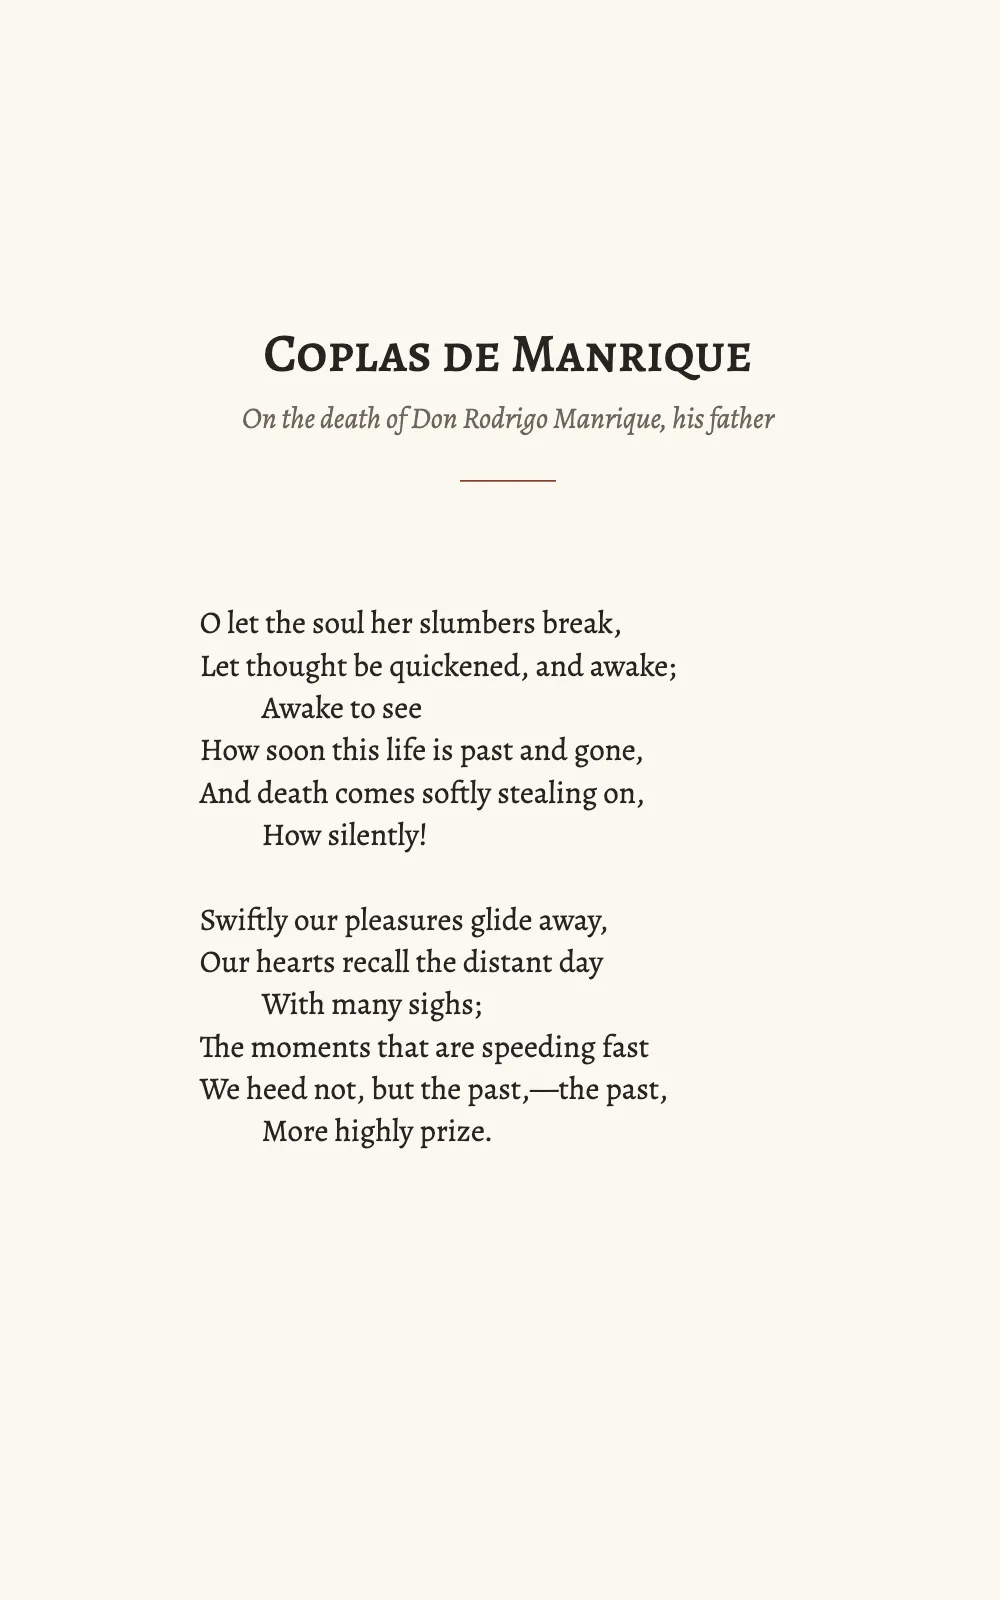 Coplas de Manrique
On the death of Don Rodrigo Manrique, his father
O let the soul her slumbers break,
Let thought be quickened, and awake;
Awake to see
How soon this life is past and gone,
And death comes softly stealing on,
How silently!
Swiftly our pleasures glide away,
Our hearts recall the distant day
With many sighs;
The moments that are speeding fast
We heed not, but the past,—the past,
More highly prize.